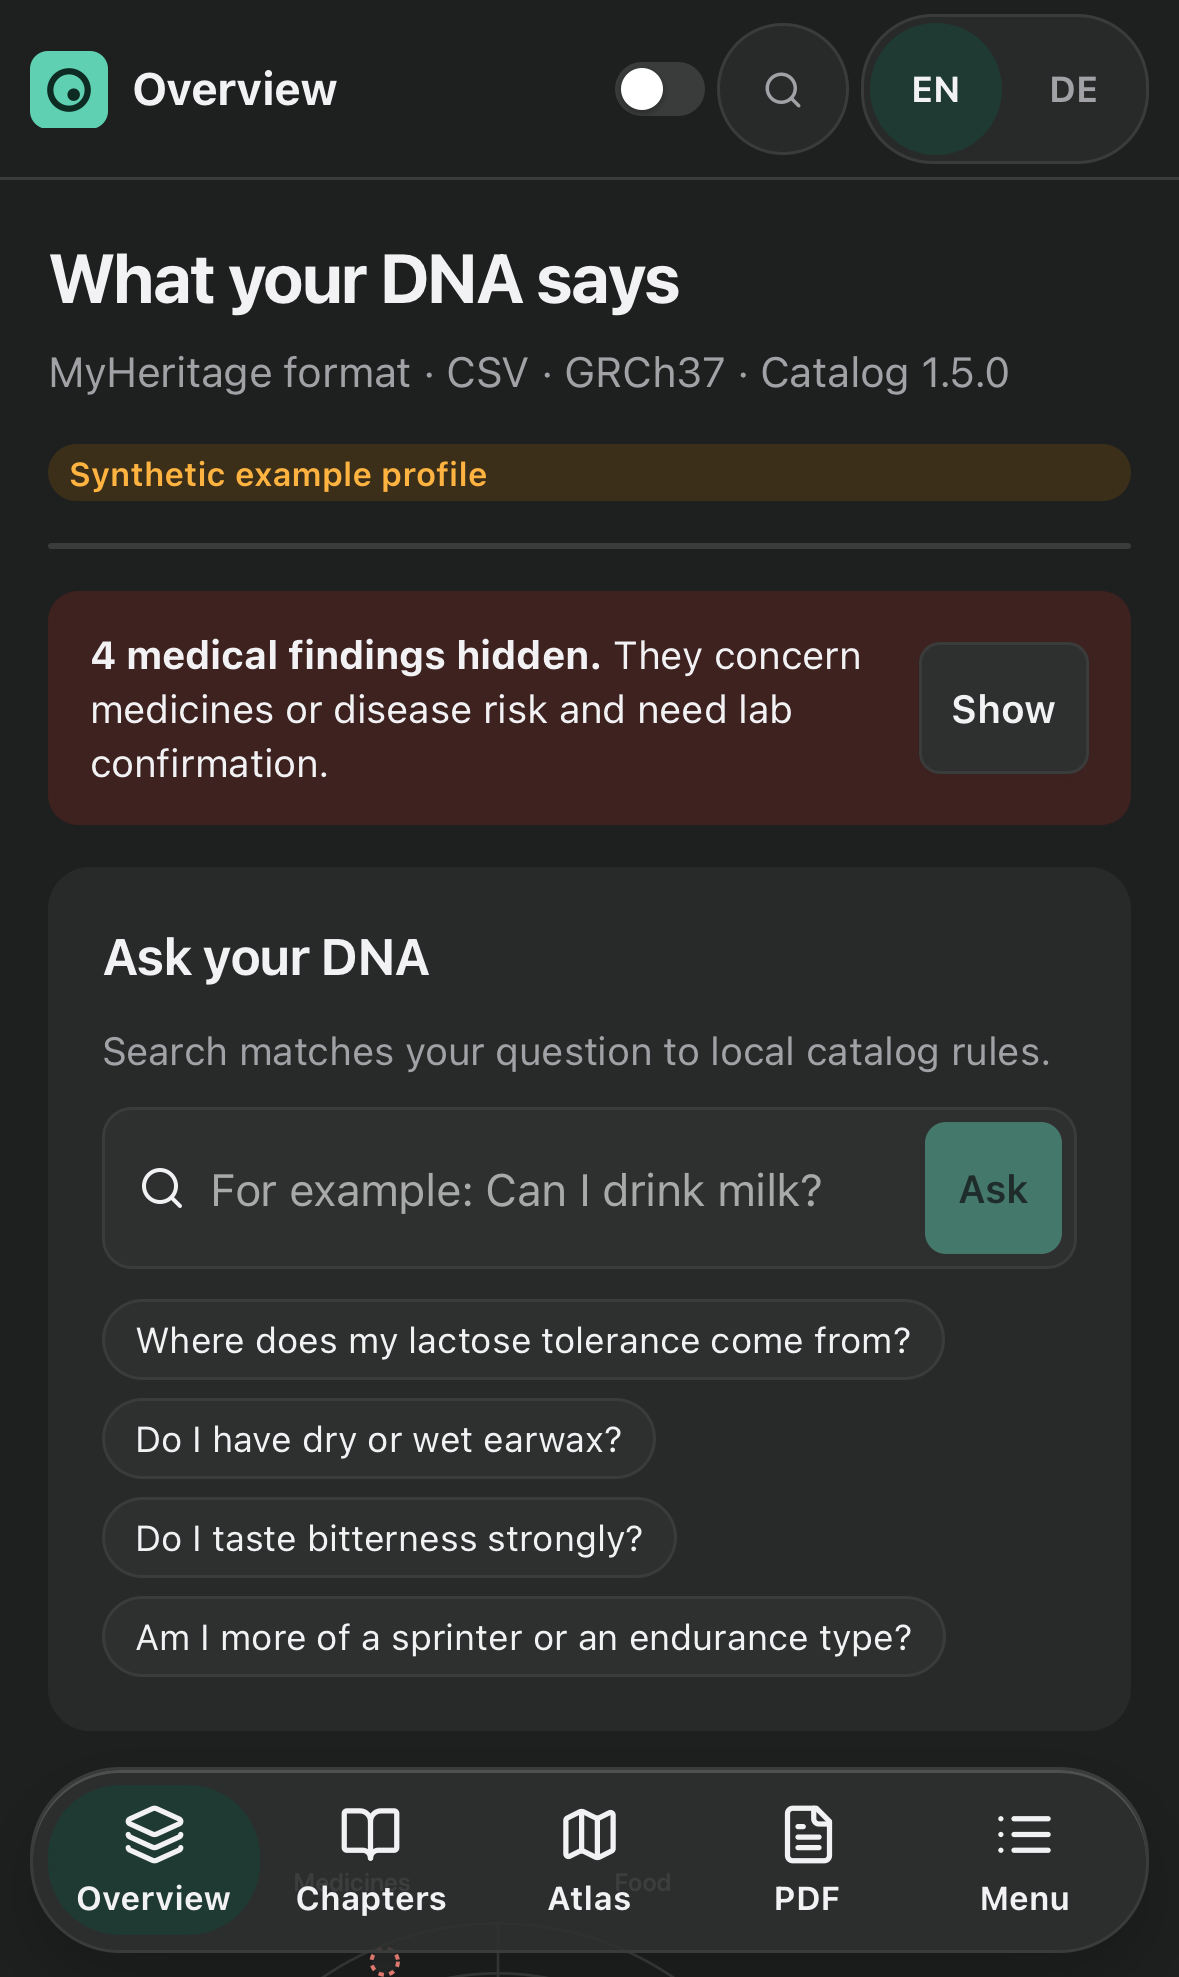 Overview
EN
DE
What your DNA says
MyHeritage format · CSV · GRCh37 · Catalog 1.5.0
Synthetic example profile
4 medical findings hidden. They concern
medicines or disease risk and need lab
confirmation.
Show
Ask your DNA
Search matches your question to local catalog rules.
For example: Can I drink milk?
Ask
Where does my lactose tolerance come from?
Do I have dry or wet earwax?
Do I taste bitterness strongly?
Am I more of a sprinter or an endurance type?
Medicines
Food
Overview
Chapters
Atlas
PDF
Menu